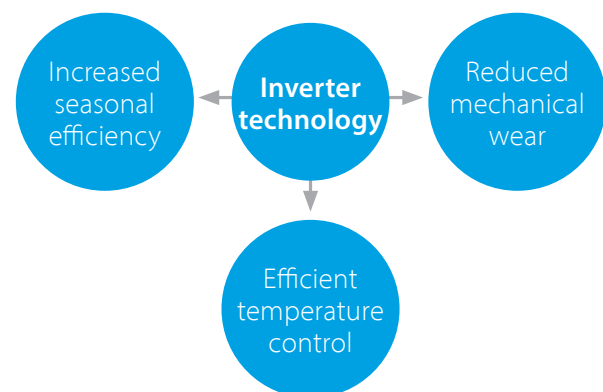 Increased
seasonal
efficiency
Inverter
technology
Reduced
mechanical
wear
Efficient
temperature
control